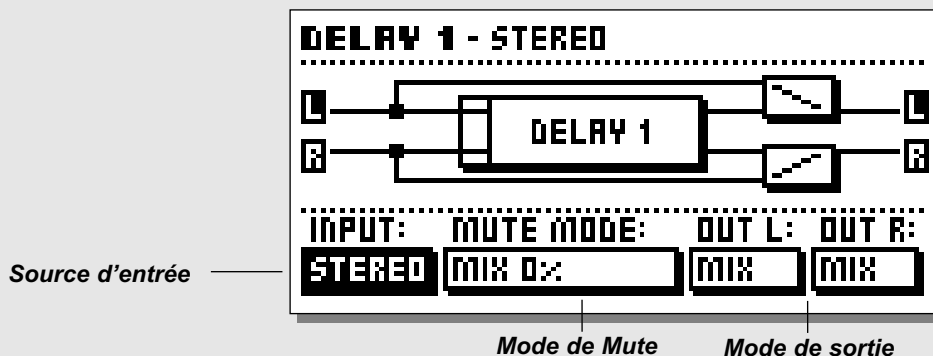 DELAY 1 - STEREO
L
L
DELAY 1
R
R
INPUT: MUTE MODE: OUT L: OUT R:
STEREO MIX 0% MIX MIX
Source d'entrée
Mode de Mute Mode de sortie